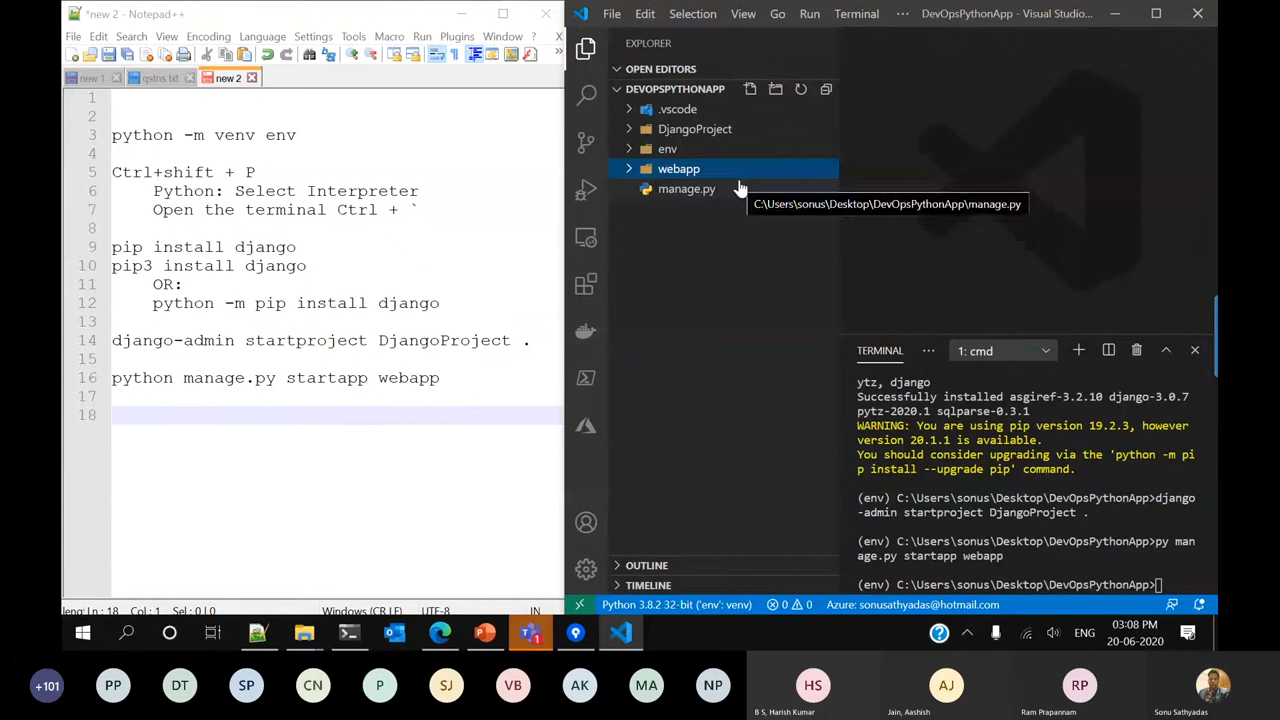 *new 2 - Notepad++
File Edit Search View Encoding Language Settings Tools Macro Run Plugins Window ? X
new 1 qstns.txt new 2
1
2
3 python -m venv env
4
5 Ctrl+shift + P
6 Python: Select Interpreter
7 Open the terminal Ctrl + `
8
9 pip install django
10 pip3 install django
11 OR:
12 python -m pip install django
13
14 django-admin startproject DjangoProject .
15
16 python manage.py startapp webapp
17
18
leng: Ln : 18 Col : 1 Sel : 0 | 0 Windows (CR LF) UTF-8 IN
File Edit Selection View Go Run Terminal ··· DevOpsPythonApp - Visual Studio...
EXPLORER
OPEN EDITORS
DEVOPSPYTHONAPP
.vscode
DjangoProject
env
webapp
manage.py
C:\Users\sonus\Desktop\DevOpsPythonApp\manage.py
OUTLINE
TIMELINE
TERMINAL ··· 1: cmd
ytz, django
Successfully installed asgiref-3.2.10 django-3.0.7
pytz-2020.1 sqlparse-0.3.1
WARNING: You are using pip version 19.2.3, however
version 20.1.1 is available.
You should consider upgrading via the 'python -m pi
p install --upgrade pip' command.
(env) C:\Users\sonus\Desktop\DevOpsPythonApp>django
-admin startproject DjangoProject .
(env) C:\Users\sonus\Desktop\DevOpsPythonApp>py man
age.py startapp webapp
(env) C:\Users\sonus\Desktop\DevOpsPythonApp>
Python 3.8.2 32-bit ('env': venv) 0 0 Azure: sonusathyadas@hotmail.com
1 ENG 03:08 PM
20-06-2020
+101 PP DT SP CN P SJ VB AK MA NP HS AJ RP
B S, Harish Kumar Jain, Aashish Ram Prapannam Sonu Sathyadas